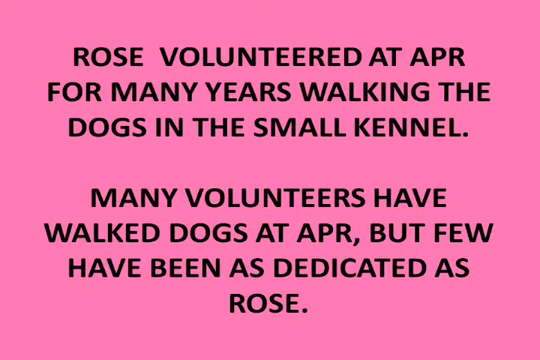 ROSE  VOLUNTEERED AT APR
FOR MANY YEARS WALKING THE
DOGS IN THE SMALL KENNEL.
MANY VOLUNTEERS HAVE
WALKED DOGS AT APR, BUT FEW
HAVE BEEN AS DEDICATED AS
ROSE.